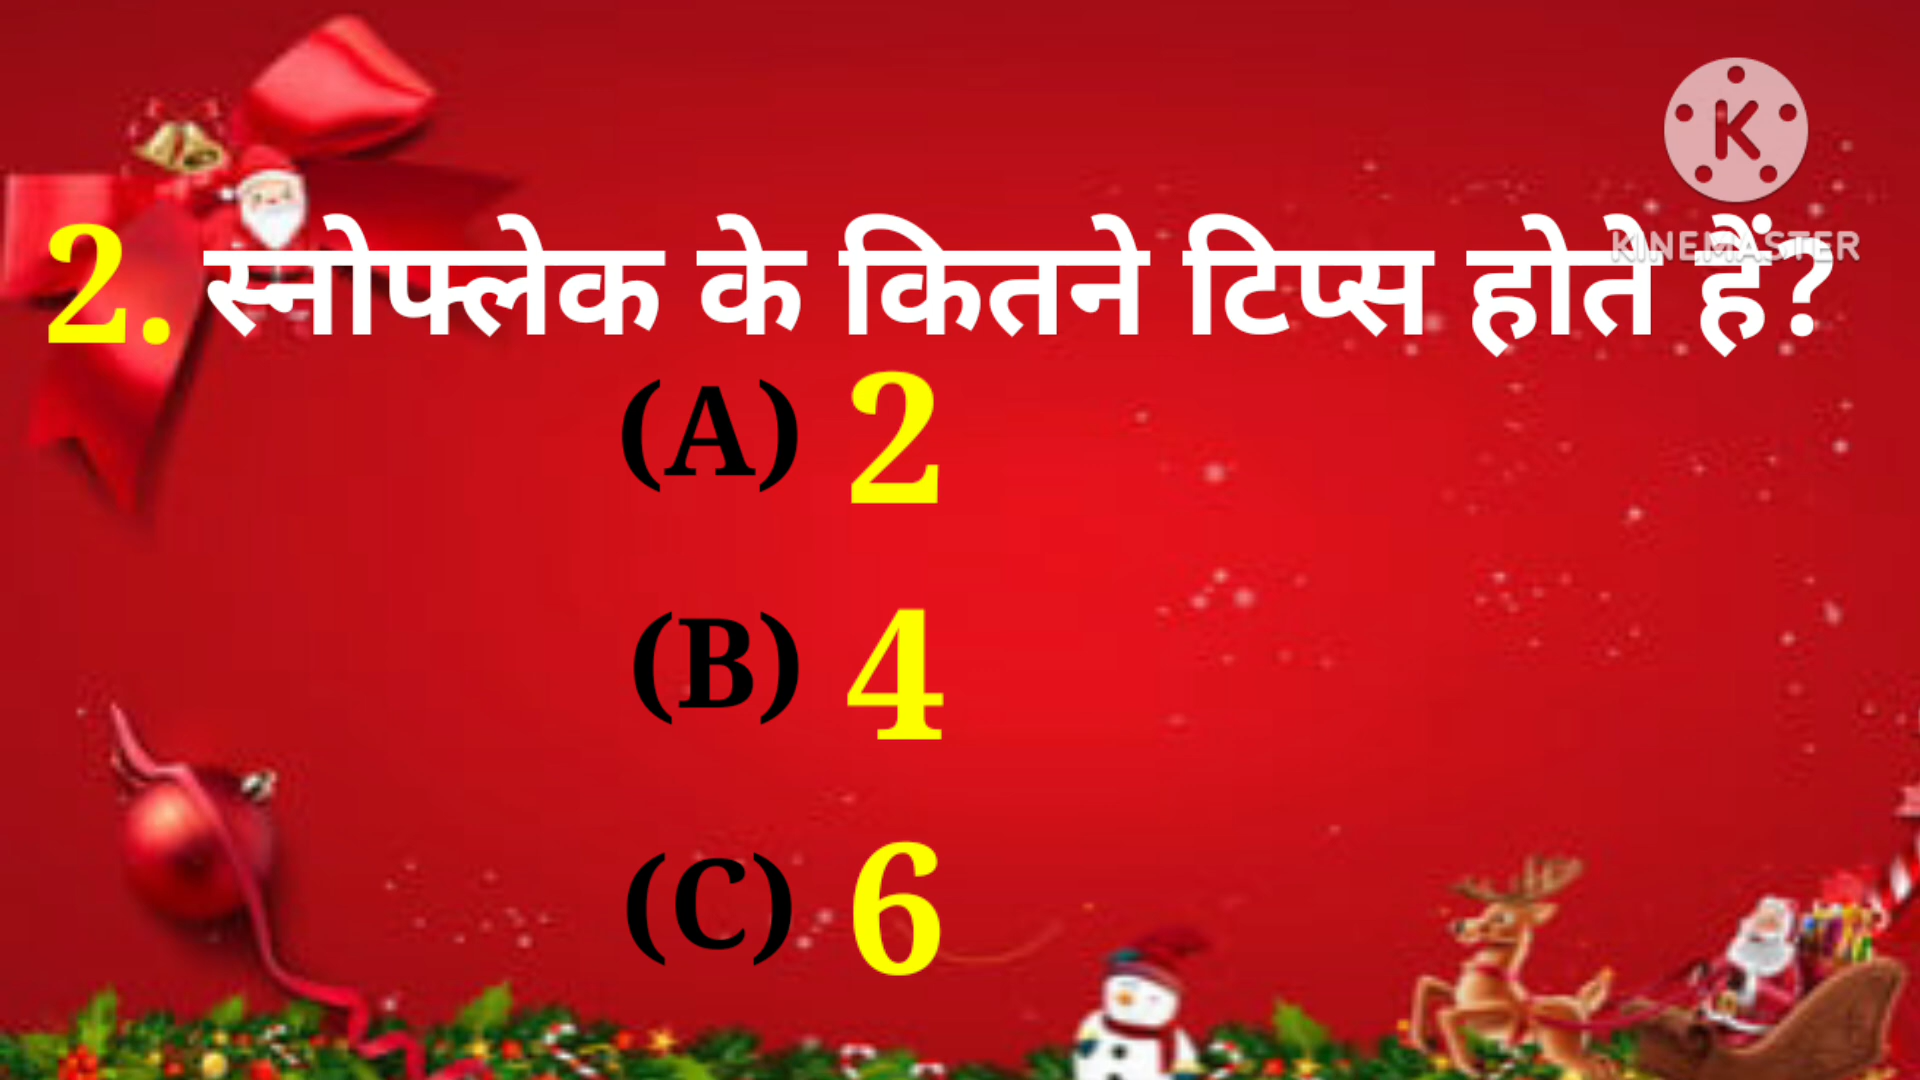 K
KINEMASTER
2. स्नोफ्लेक के कितने टिप्स होते हैं?
(A) 2
(B) 4
(C) 6